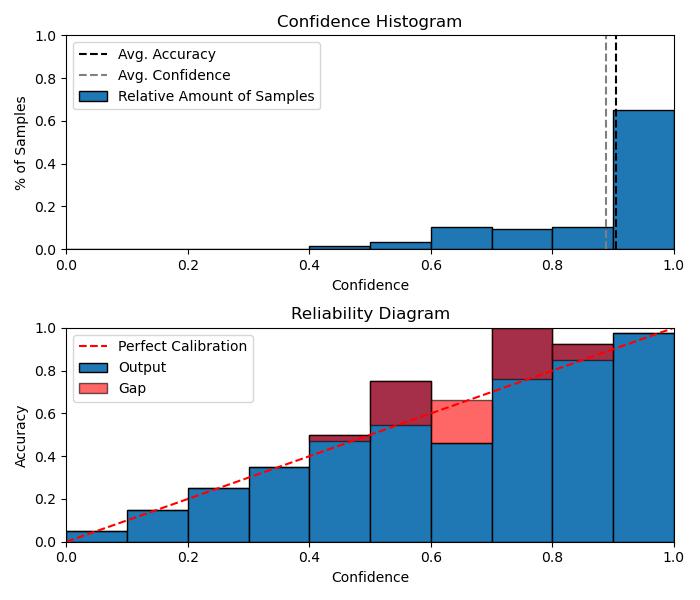 Confidence Histogram
1.0
0.8
0.6
0.4
0.2
0.0
% of Samples
Avg. Accuracy
Avg. Confidence
Relative Amount of Samples
0.0 0.2 0.4 0.6 0.8 1.0
Confidence
Reliability Diagram
1.0
0.8
0.6
0.4
0.2
0.0
Accuracy
Perfect Calibration
Output
Gap
0.0 0.2 0.4 0.6 0.8 1.0
Confidence